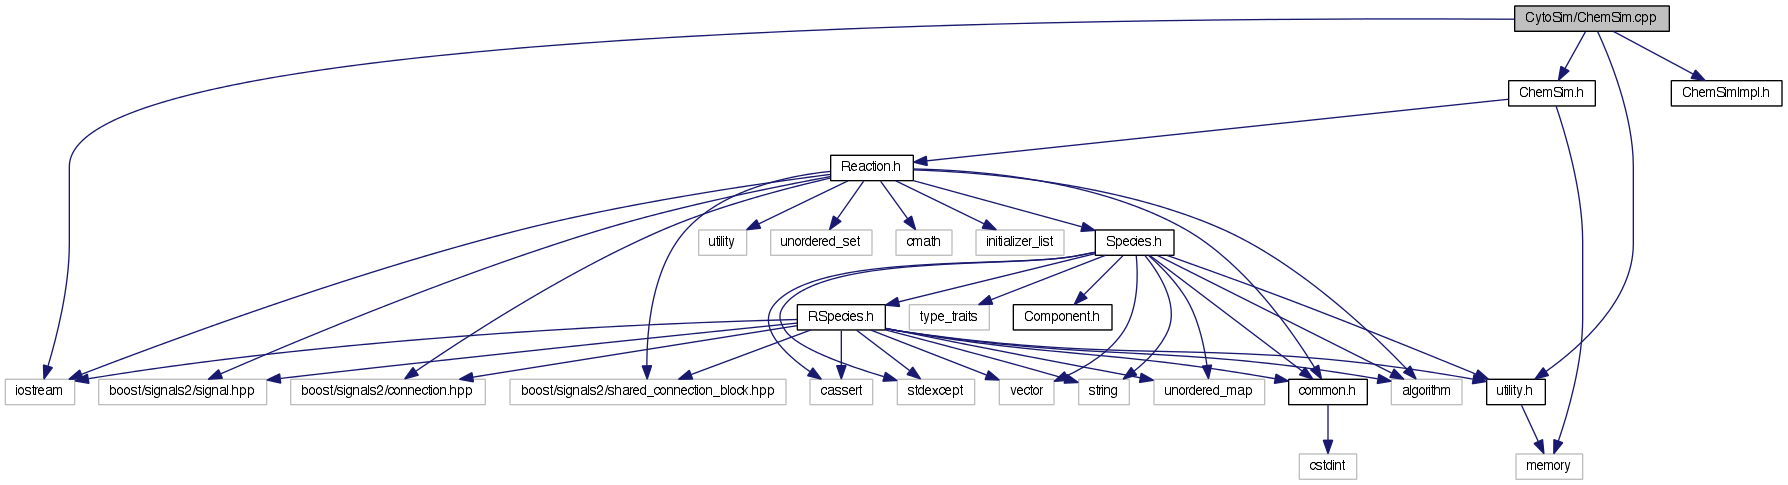 CytoSim/ChemSim.cpp
ChemSim.h
ChemSimImpl.h
Reaction.h
utility
unordered_set
cmath
initializer_list
Species.h
RSpecies.h
type_traits
Component.h
iostream
boost/signals2/signal.hpp
boost/signals2/connection.hpp
boost/signals2/shared_connection_block.hpp
cassert
stdexcept
vector
string
unordered_map
common.h
algorithm
utility.h
cstdint
memory